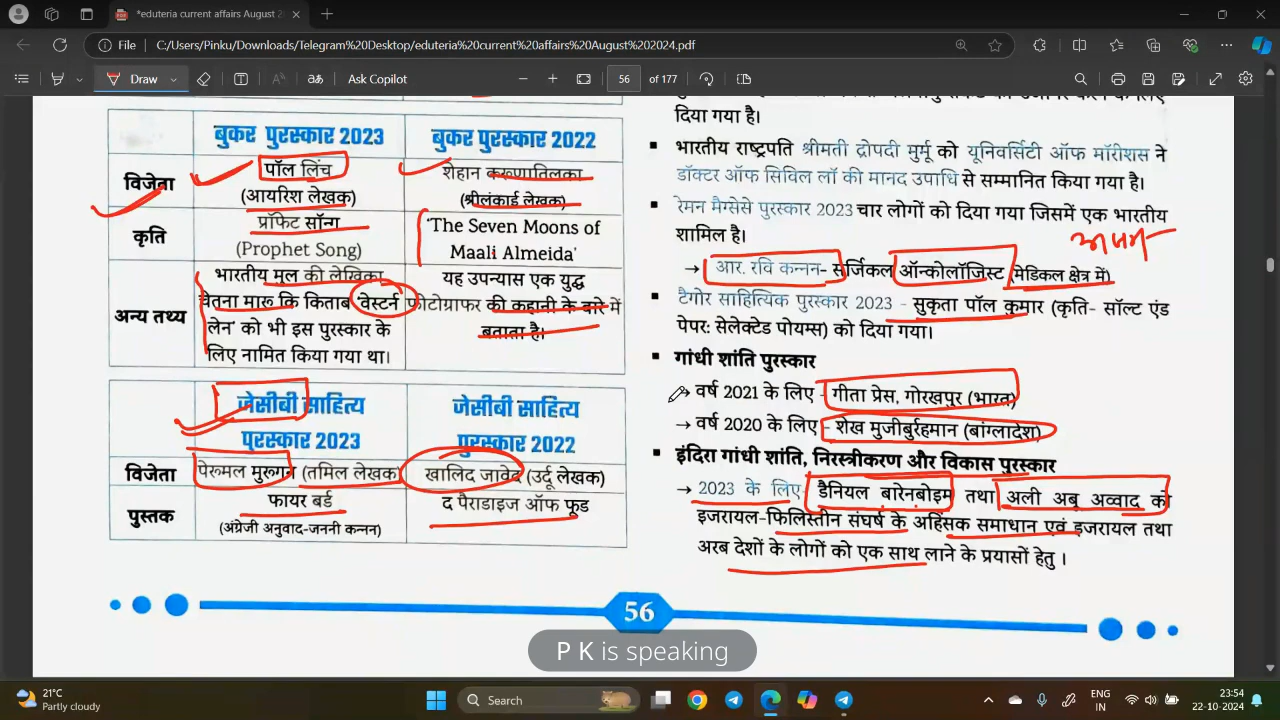 *eduteria current affairs August 2
File
C:/Users/Pinku/Downloads/Telegram%20Desktop/eduteria%20current%20affairs%20August%202024.pdf
Draw
Ask Copilot
56 of 177
बुकर पुरस्कार 2023
बुकर पुरस्कार 2022
विजेता
पॉल लिंच
(आयरिश लेखक)
शेहान करूणातिलका
(श्रीलंकाई लेखक)
कृति
प्रॉफेट सॉन्ग
(Prophet Song)
'The Seven Moons of
Maali Almeida'
अन्य तथ्य
भारतीय मूल की लेखिका
चेतना मारू कि किताब 'वेस्टर्न
लेन' को भी इस पुरस्कार के
लिए नामित किया गया था।
यह उपन्यास एक युद्ध
फोटोग्राफर की कहानी के बारे में
बताता है।
जेसीबी साहित्य
पुरस्कार 2023
जेसीबी साहित्य
पुरस्कार 2022
विजेता
पेरूमल मुरूगन (तमिल लेखक)
खालिद जावेद (उर्दू लेखक)
पुस्तक
फायर बर्ड
(अंग्रेजी अनुवाद-जननी कन्नन)
द पैराडाइज ऑफ फूड
दिया गया है।
भारतीय राष्ट्रपति श्रीमती द्रोपदी मुर्मू को यूनिवर्सिटी ऑफ मॉरीशस ने
डॉक्टर ऑफ सिविल लॉ की मानद उपाधि से सम्मानित किया गया है।
रेमन मैग्सेसे पुरस्कार 2023 चार लोगों को दिया गया जिसमें एक भारतीय
शामिल है।
→ आर. रवि कन्नन- सर्जिकल ऑन्कोलॉजिस्ट (मेडिकल क्षेत्र में)
टैगोर साहित्यिक पुरस्कार 2023 - सुकृता पॉल कुमार (कृति- सॉल्ट एंड
पेपर: सेलेक्टेड पोयम्स) को दिया गया।
गांधी शांति पुरस्कार
→ वर्ष 2021 के लिए - गीता प्रेस, गोरखपुर (भारत)
→ वर्ष 2020 के लिए - शेख मुजीबुर्रहमान (बांग्लादेश)
इंदिरा गांधी शांति, निरस्त्रीकरण और विकास पुरस्कार
→ 2023 के लिए डैनियल बारेनबोइम तथा अली अबू अव्वाद को
इजरायल-फिलिस्तीन संघर्ष के अहिंसक समाधान एवं इजरायल तथा
अरब देशों के लोगों को एक साथ लाने के प्रयासों हेतु।
56
P K is speaking
21°C
Partly cloudy
Search
ENG
IN
23:54
22-10-2024